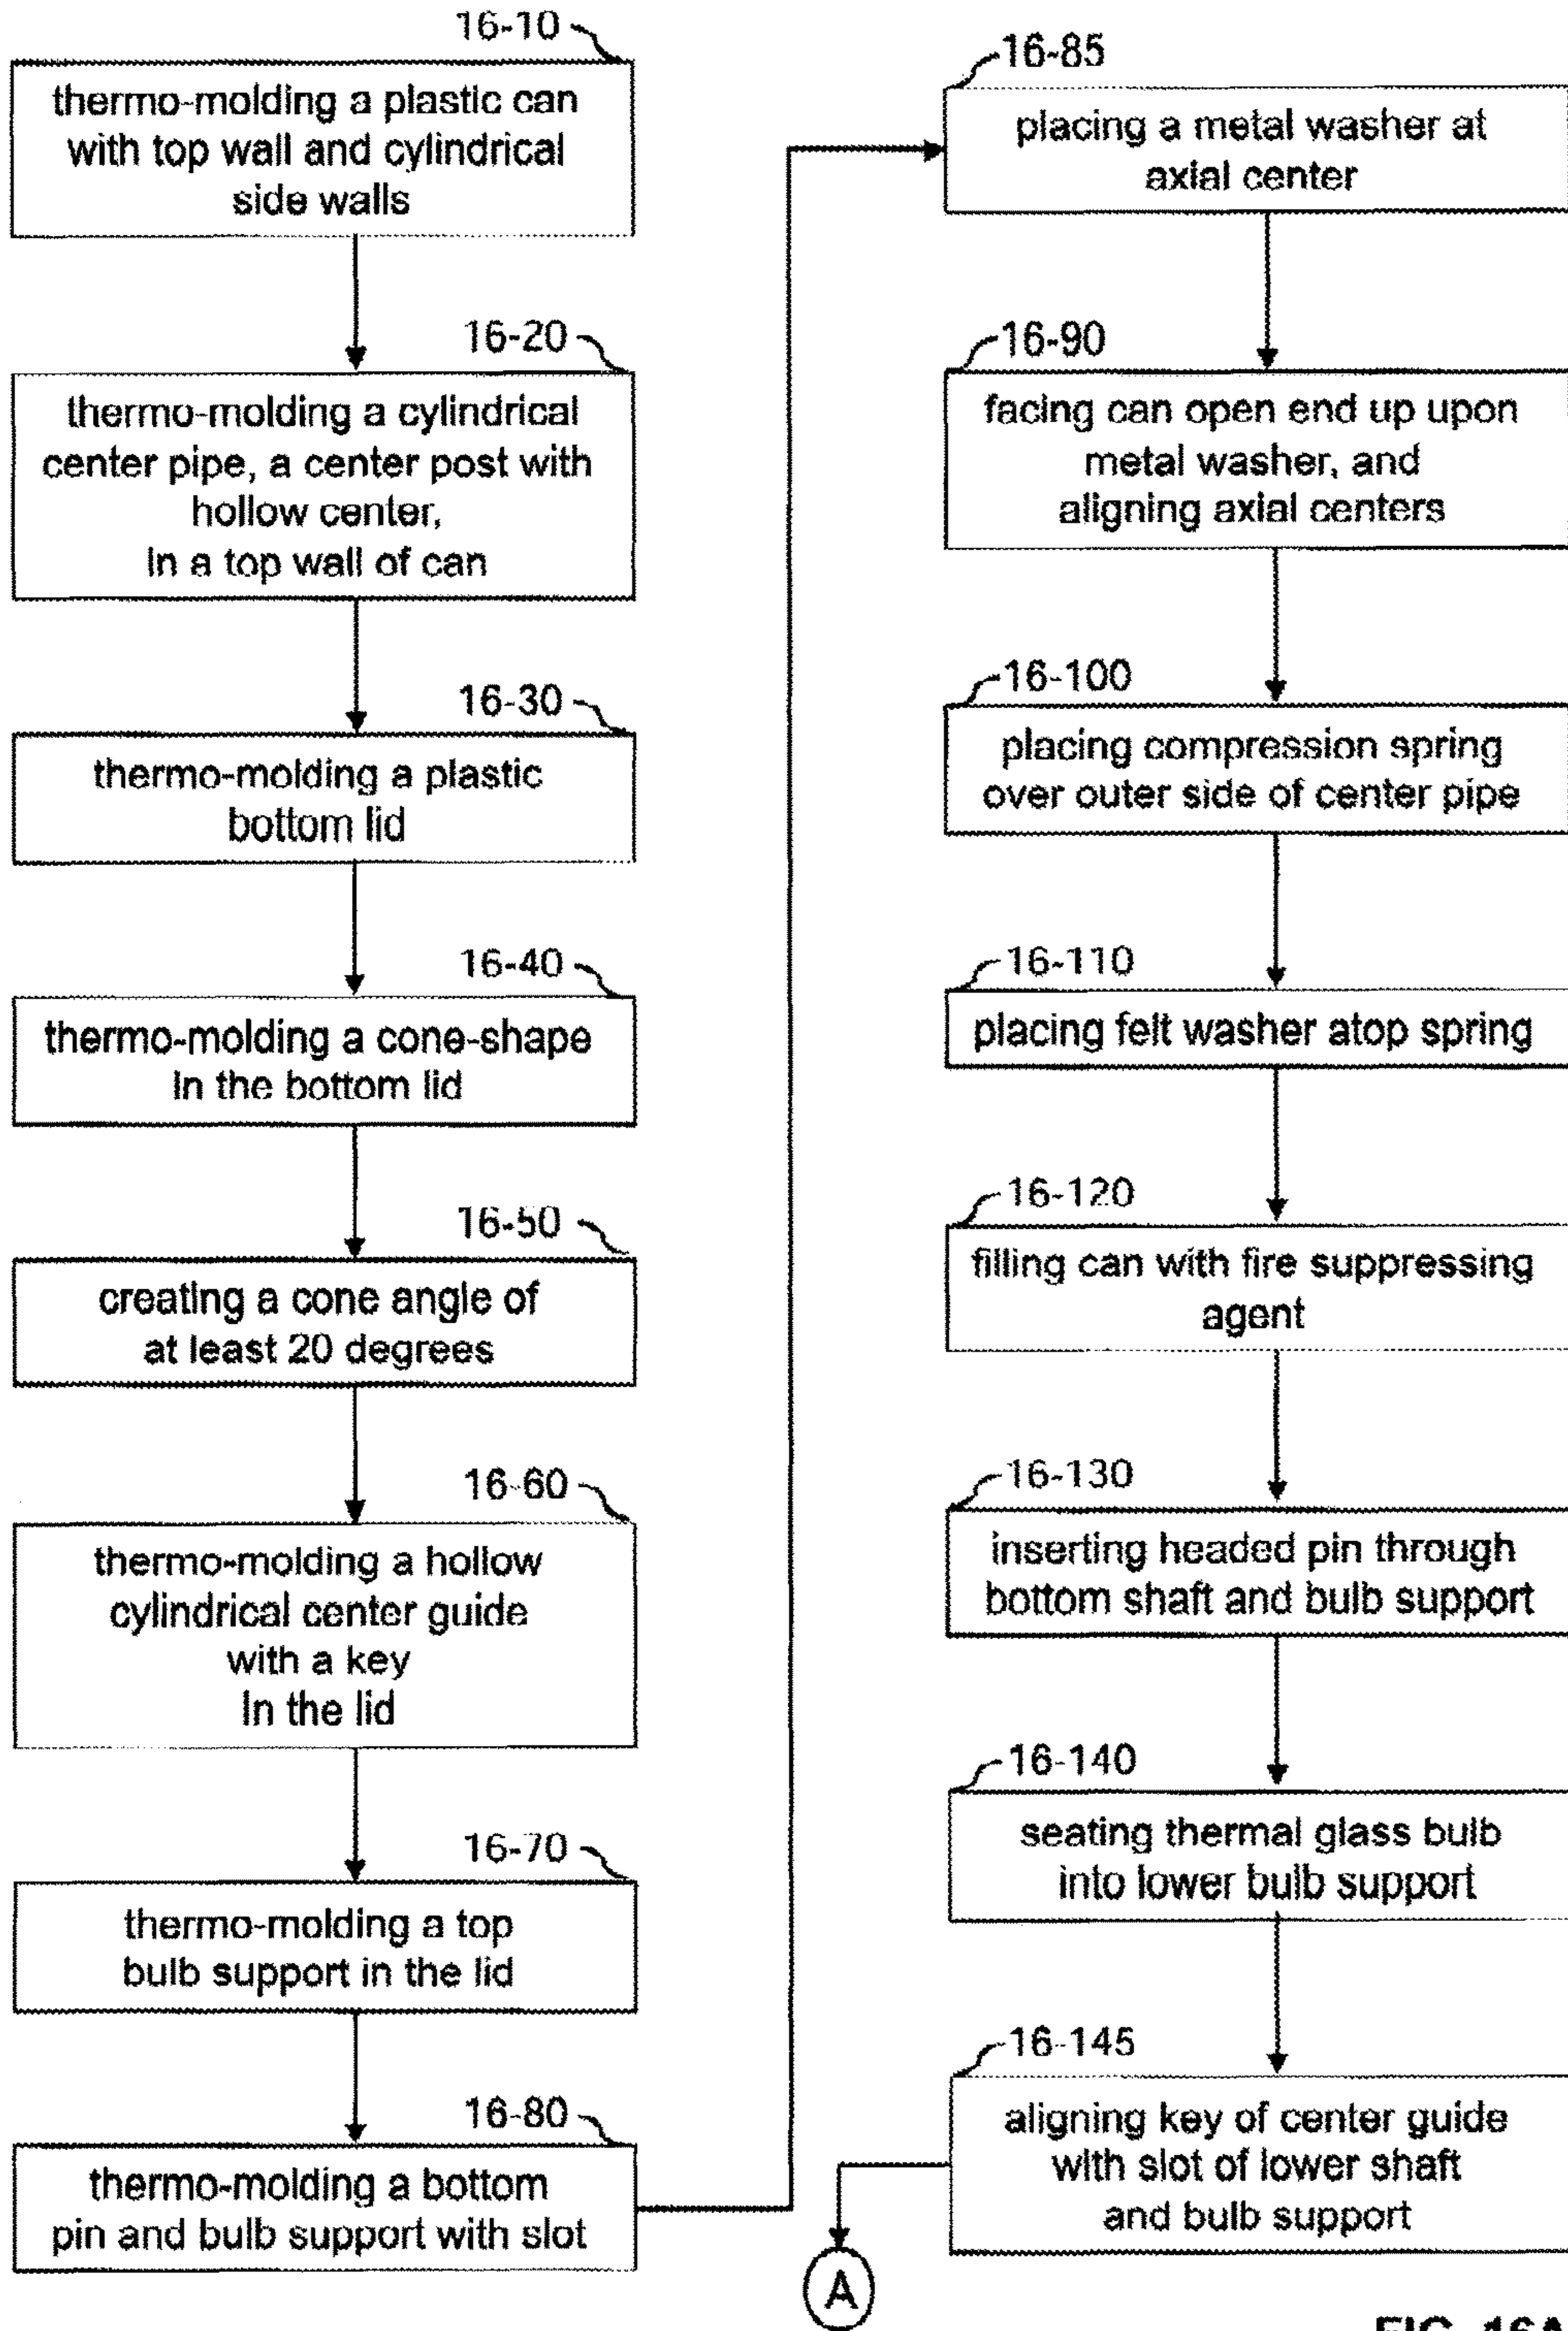 16-10
thermo-molding a plastic can
with top wall and cylindrical
side walls
16-20
thermo-molding a cylindrical
center pipe, a center post with
hollow center,
in a top wall of can
16-30
thermo-molding a plastic
bottom lid
16-40
thermo-molding a cone-shape
in the bottom lid
16-50
creating a cone angle of
at least 20 degrees
16-60
thermo-molding a hollow
cylindrical center guide
with a key
In the lid
16-70
thermo-molding a top
bulb support in the lid
16-80
thermo-molding a bottom
pin and bulb support with slot
16-85
placing a metal washer at
axial center
16-90
facing can open end up upon
metal washer, and
aligning axial centers
16-100
placing compression spring
over outer side of center pipe
16-110
placing felt washer atop spring
16-120
filling can with fire suppressing
agent
16-130
inserting headed pin through
bottom shaft and bulb support
16-140
seating thermal glass bulb
into lower bulb support
16-145
aligning key of center guide
with slot of lower shaft
and bulb support
A
FIG. 16A